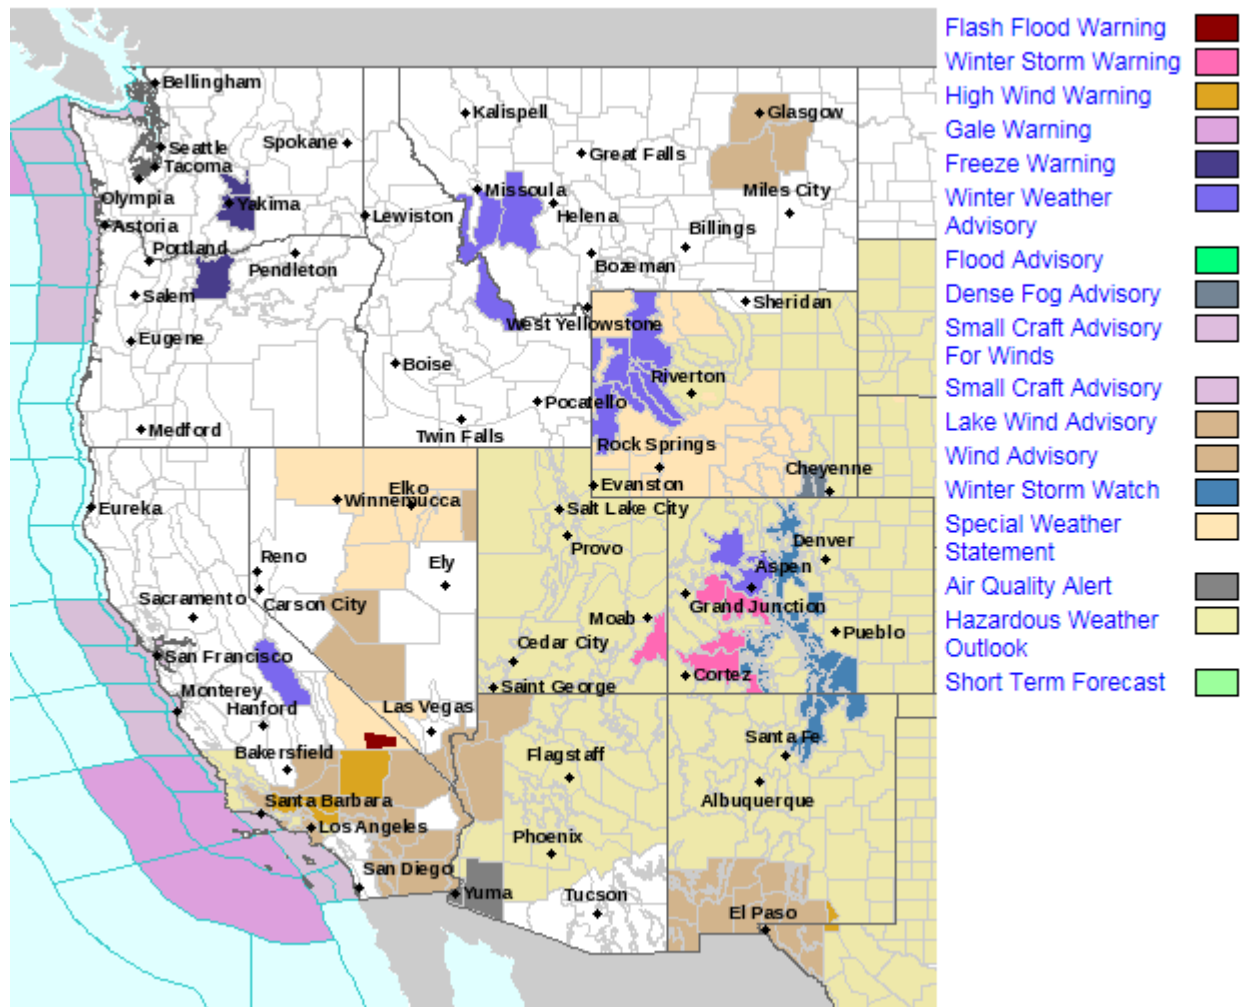 Bellingham
Kalispell
Glasgow
Seattle
Spokane
Great Falls
Tacoma
Missoula
Miles City
Olympia
Yakima
Lewiston
Helena
Astoria
Billings
Portland
Pendleton
Bozeman
Salem
Sheridan
West Yellowstone
Eugene
Boise
Riverton
Pocatello
Medford
Twin Falls
Rock Springs
Cheyenne
Elko
Evanston
Winnemucca
Eureka
Salt Lake City
Provo
Denver
Reno
Ely
Aspen
Sacramento
Carson City
Grand Junction
Moab
Pueblo
Cedar City
San Francisco
Cortez
Saint George
Monterey
Hanford
Las Vegas
Santa Fe
Bakersfield
Flagstaff
Santa Barbara
Albuquerque
Los Angeles
Phoenix
San Diego
Yuma
Tucson
El Paso
Flash Flood Warning
Winter Storm Warning
High Wind Warning
Gale Warning
Freeze Warning
Winter Weather
Advisory
Flood Advisory
Dense Fog Advisory
Small Craft Advisory
For Winds
Small Craft Advisory
Lake Wind Advisory
Wind Advisory
Winter Storm Watch
Special Weather
Statement
Air Quality Alert
Hazardous Weather
Outlook
Short Term Forecast